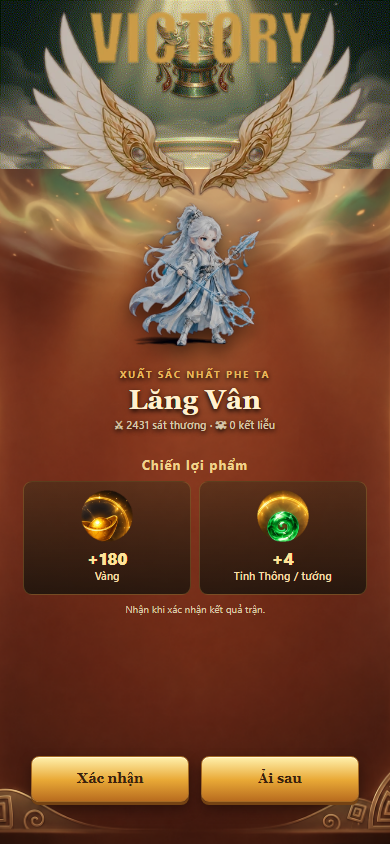 VICTORY
XUẤT SẮC NHẤT PHE TA
Lăng Vân
2431 sát thương · 0 kết liễu
Chiến lợi phẩm
+180
Vàng
+4
Tinh Thông / tướng
Nhận khi xác nhận kết quả trận.
Xác nhận
Ải sau